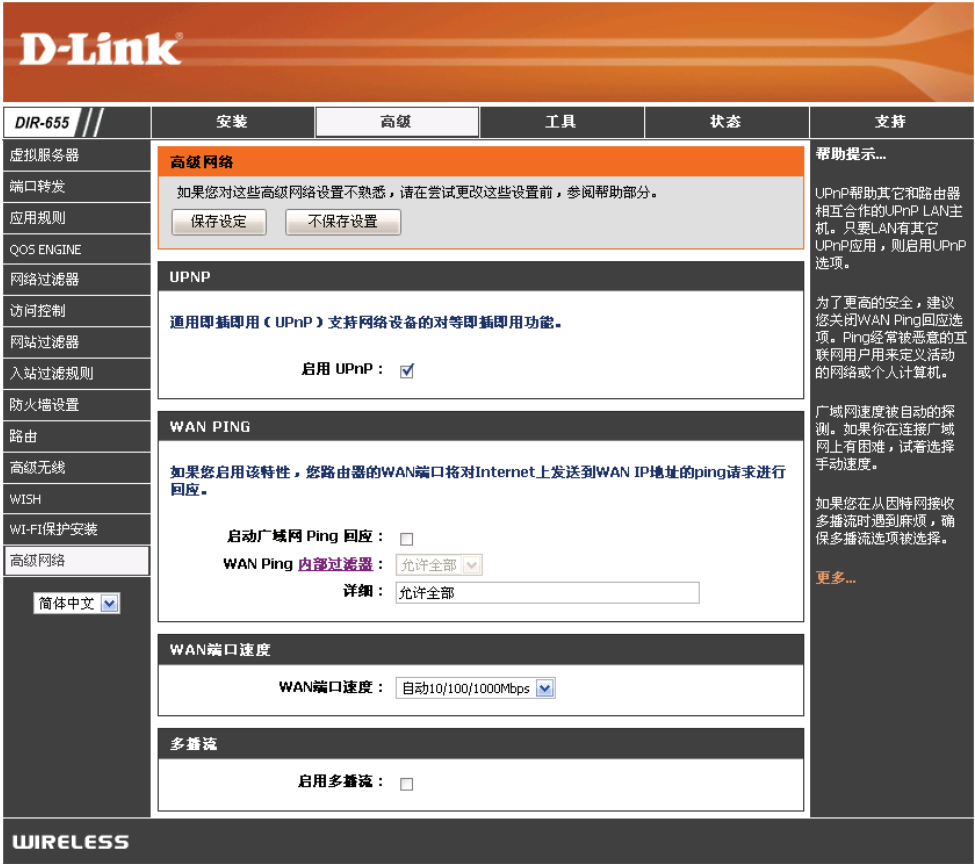 D-Link®
DIR-655
安装
高级
工具
状态
支持
虚拟服务器
端口转发
应用规则
QOS ENGINE
网络过滤器
访问控制
网站过滤器
入站过滤规则
防火墙设置
路由
高级无线
WISH
WI-FI保护安装
高级网络
简体中文
高级网络
如果您对这些高级网络设置不熟悉，请在尝试更改这些设置前，参阅帮助部分。
保存设定
不保存设置
UPNP
通用即插即用（UPnP）支持网络设备的对等即插即用功能。
启用 UPnP：
WAN PING
如果您启用该特性，您路由器的WAN端口将对Internet上发送到WAN IP地址的ping请求进行
回应。
启动广域网 Ping 回应：
WAN Ping 内部过滤器： 允许全部
详细： 允许全部
WAN端口速度
WAN端口速度： 自动10/100/1000Mbps
多播流
启用多播流：
帮助提示...
UPnP帮助其它和路由器
相互合作的UPnP LAN主
机。只要LAN有其它
UPnP应用，则启用UPnP
选项。
为了更高的安全，建议
您关闭WAN Ping回应选
项。Ping经常被恶意的互
联网用户用来定义活动
的网络或个人计算机。
广域网速度被自动的探
测。如果你在连接广域
网上有困难，试着选择
手动速度。
如果您在从因特网接收
多播流时遇到麻烦，确
保多播流选项被选择。
更多...
WIRELESS